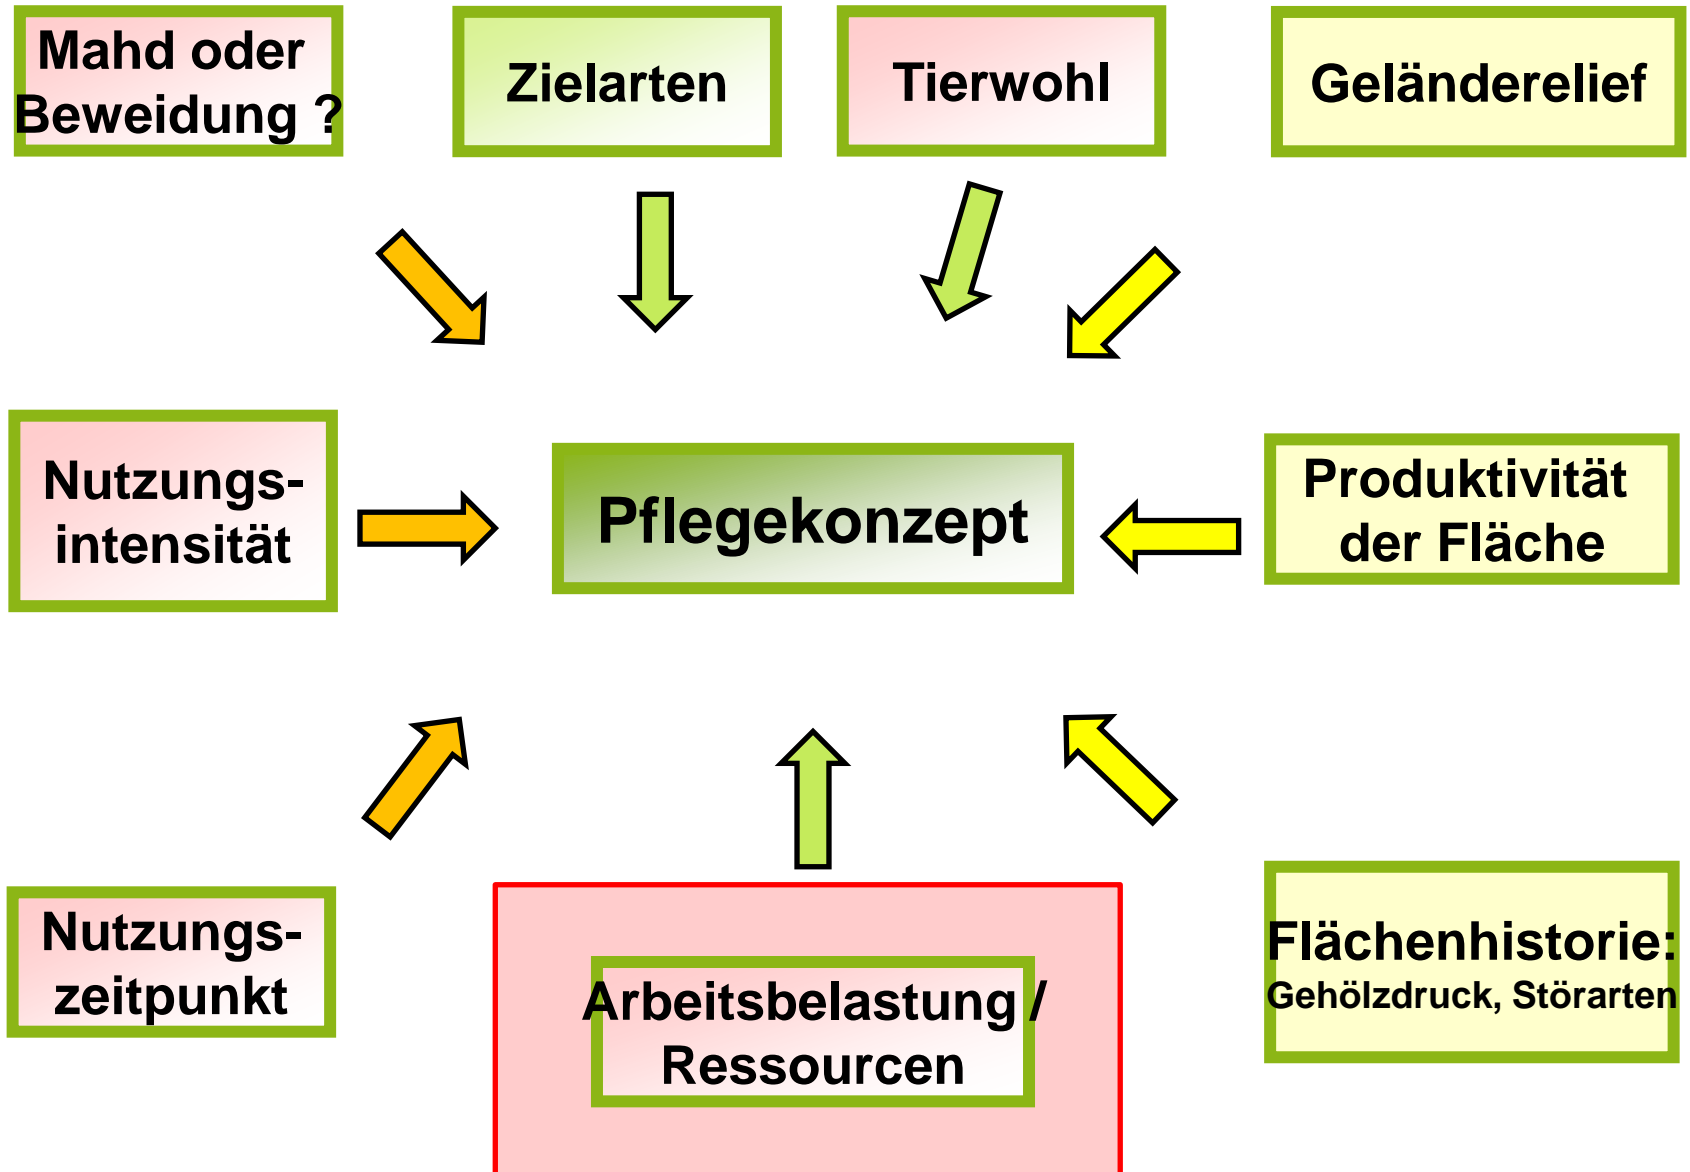 Mahd oder
Beweidung ?
Zielarten
Tierwohl
Geländerelief
Nutzungs-
intensität
Pflegekonzept
Produktivität
der Fläche
Nutzungs-
zeitpunkt
Arbeitsbelastung /
Ressourcen
Flächenhistorie:
Gehölzdruck, Störarten